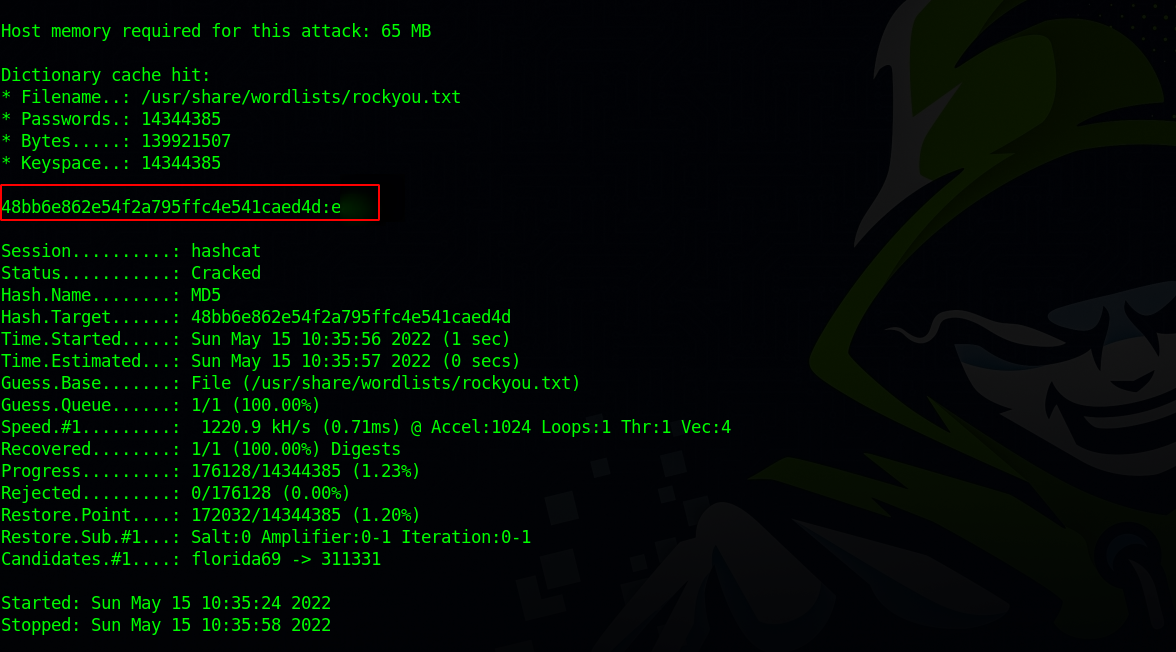 Host memory required for this attack: 65 MB
Dictionary cache hit:
* Filename..: /usr/share/wordlists/rockyou.txt
* Passwords.: 14344385
* Bytes.....: 139921507
* Keyspace..: 14344385
48bb6e862e54f2a795ffc4e541caed4d:e
Session..........: hashcat
Status...........: Cracked
Hash.Name........: MD5
Hash.Target......: 48bb6e862e54f2a795ffc4e541caed4d
Time.Started.....: Sun May 15 10:35:56 2022 (1 sec)
Time.Estimated...: Sun May 15 10:35:57 2022 (0 secs)
Guess.Base.......: File (/usr/share/wordlists/rockyou.txt)
Guess.Queue......: 1/1 (100.00%)
Speed.#1.........:  1220.9 kH/s (0.71ms) @ Accel:1024 Loops:1 Thr:1 Vec:4
Recovered........: 1/1 (100.00%) Digests
Progress.........: 176128/14344385 (1.23%)
Rejected.........: 0/176128 (0.00%)
Restore.Point....: 172032/14344385 (1.20%)
Restore.Sub.#1...: Salt:0 Amplifier:0-1 Iteration:0-1
Candidates.#1....: florida69 -> 311331
Started: Sun May 15 10:35:24 2022
Stopped: Sun May 15 10:35:58 2022